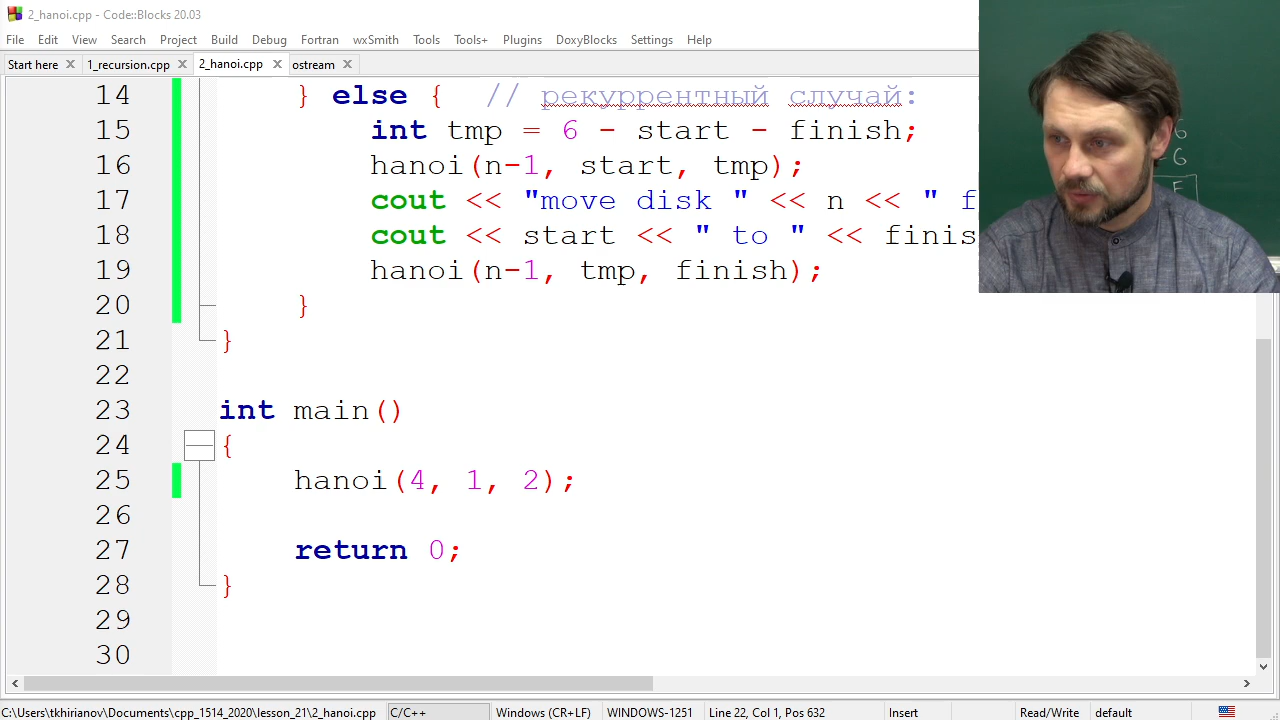 2_hanoi.cpp - Code::Blocks 20.03
File Edit View Search Project Build Debug Fortran wxSmith Tools Tools+ Plugins DoxyBlocks Settings Help
Start here 1_recursion.cpp 2_hanoi.cpp ostream
14 } else { // рекуррентный случай:
15 int tmp = 6 - start - finish;
16 hanoi(n-1, start, tmp);
17 cout << "move disk " << n << " f
18 cout << start << " to " << finis
19 hanoi(n-1, tmp, finish);
20 }
21 }
22
23 int main()
24 {
25 hanoi(4, 1, 2);
26
27 return 0;
28 }
29
30
C:\Users\tkhirianov\Documents\cpp_1514_2020\lesson_21\2_hanoi.cpp C/C++ Windows (CR+LF) WINDOWS-1251 Line 22, Col 1, Pos 632 Insert Read/Write default